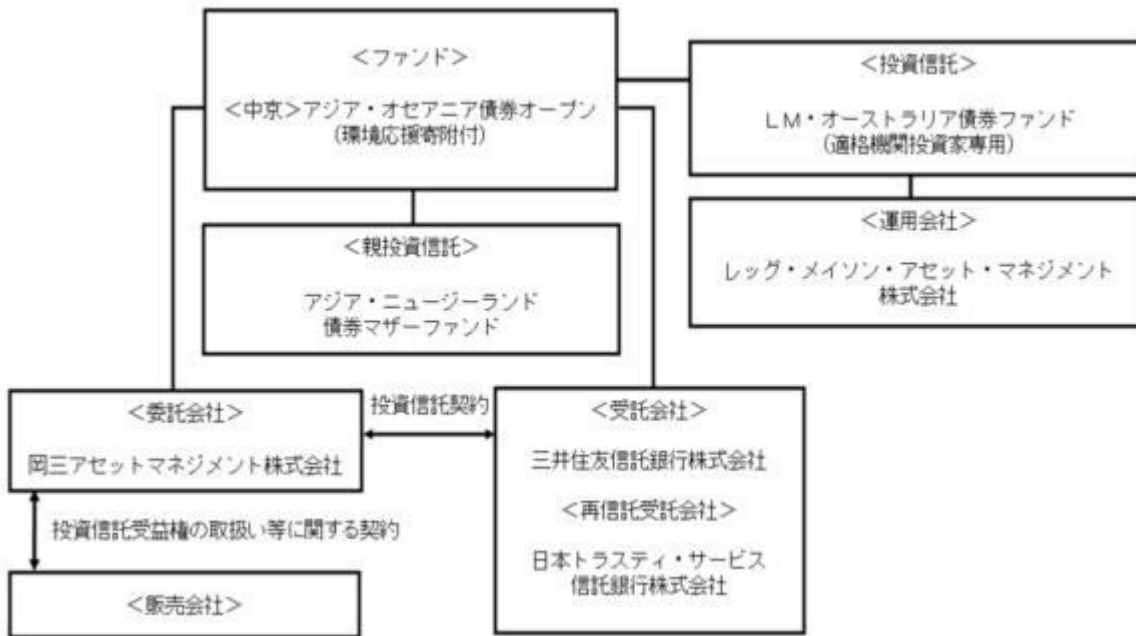 ＜ファンド＞
＜中京＞アジア・オセアニア債券オープン
(環境応援寄附付)
＜投資信託＞
ＬＭ・オーストラリア債券ファンド
(適格機関投資家専用)
＜運用会社＞
レッグ・メイソン・アセット・マネジメント
株式会社
＜親投資信託＞
アジア・ニュージーランド
債券マザーファンド
＜委託会社＞
岡三アセットマネジメント株式会社
投資信託契約
＜受託会社＞
三井住友信託銀行株式会社
＜再信託受託会社＞
日本トラスティ・サービス
信託銀行株式会社
投資信託受益権の取扱い等に関する契約
＜販売会社＞